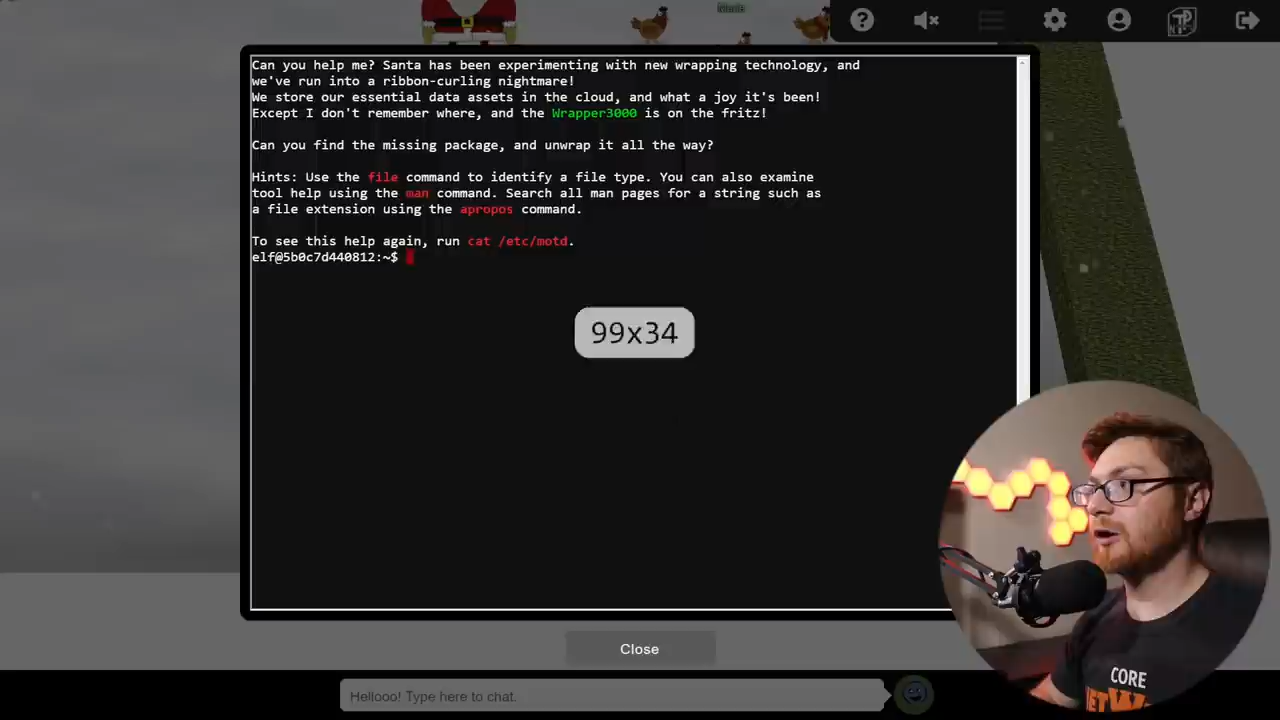 Can you help me? Santa has been experimenting with new wrapping technology, and
we've run into a ribbon-curling nightmare!
We store our essential data assets in the cloud, and what a joy it's been!
Except I don't remember where, and the Wrapper3000 is on the fritz!
Can you find the missing package, and unwrap it all the way?
Hints: Use the file command to identify a file type. You can also examine
tool help using the man command. Search all man pages for a string such as
a file extension using the apropos command.
To see this help again, run cat /etc/motd.
elf@5b0c7d440812:~$
99x34
Close
Hellooo! Type here to chat.
CORE